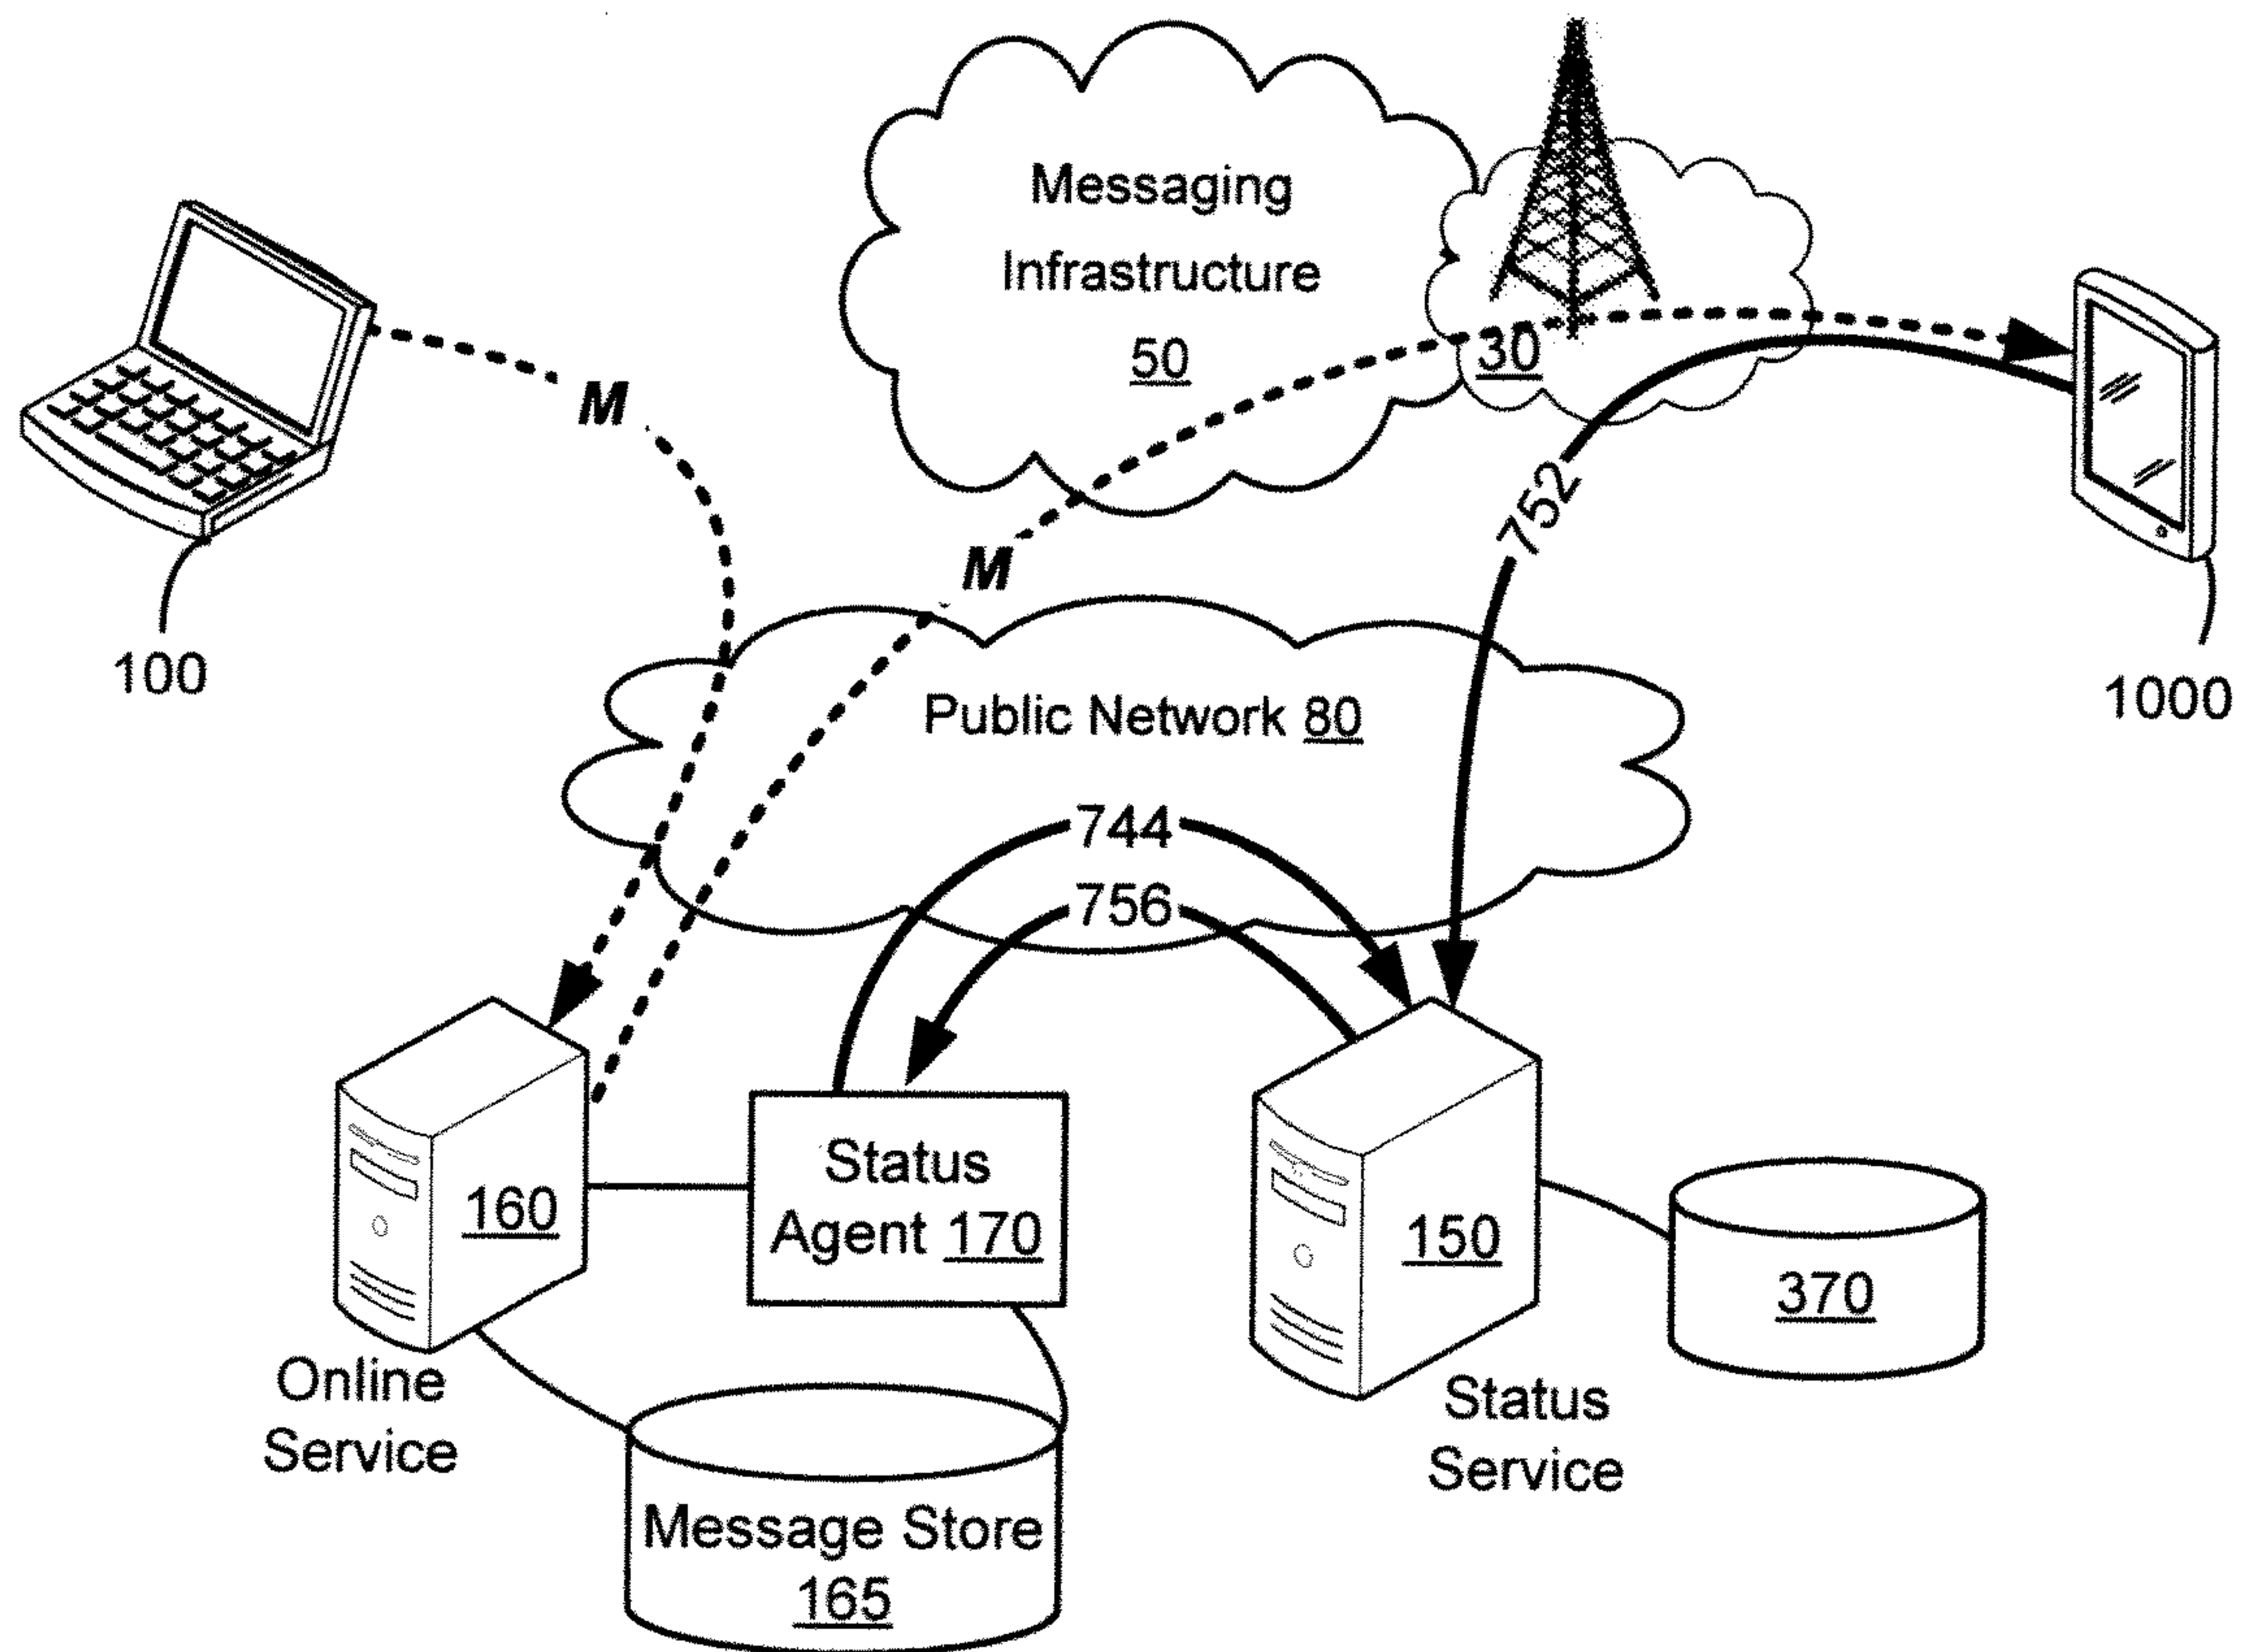 Messaging
Infrastructure
50
30
M
M
752
100
1000
Public Network 80
744
756
160
Status
Agent 170
150
370
Online
Service
Status
Service
Message Store
165